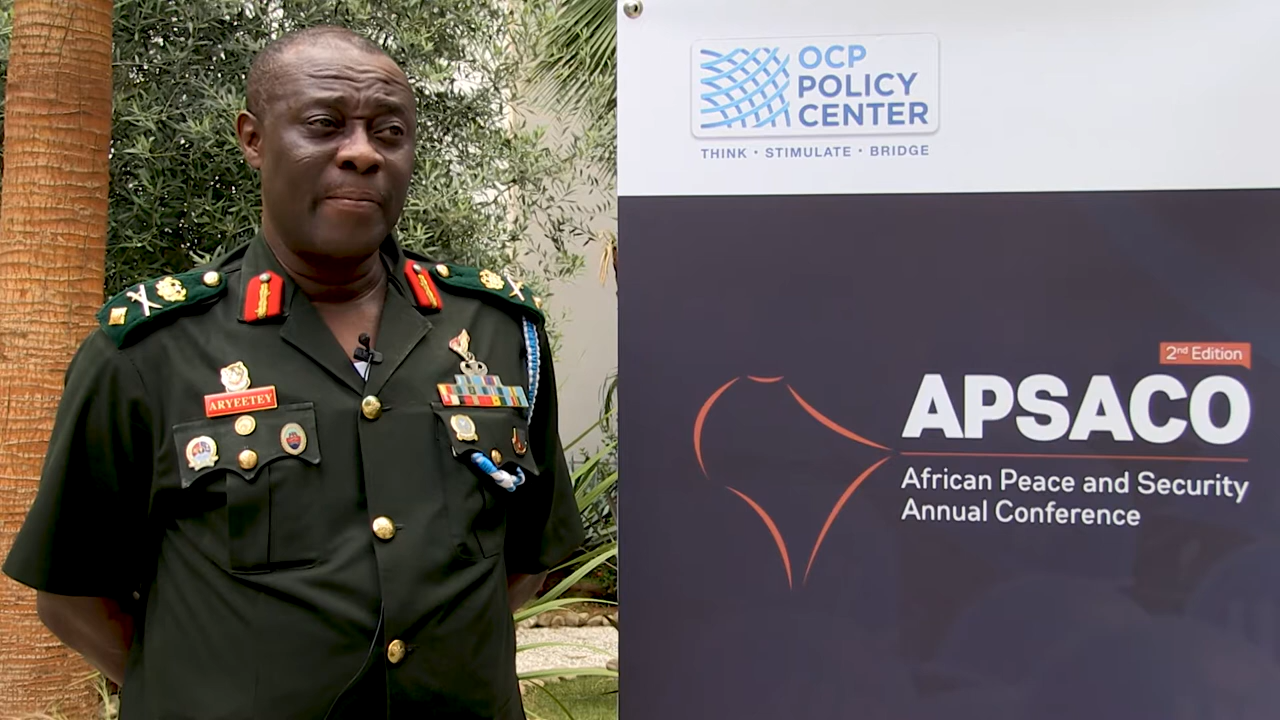 ARYEETEY
OCP
POLICY
CENTER
THINK • STIMULATE • BRIDGE
2nd Edition
APSACO
African Peace and Security
Annual Conference